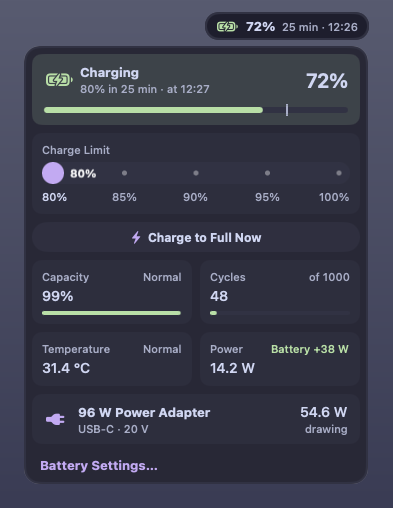 72% 25 min · 12:26
Charging
80% in 25 min · at 12:27
72%
Charge Limit
80%
80% 85% 90% 95% 100%
Charge to Full Now
Capacity Normal
99%
Cycles of 1000
48
Temperature Normal
31.4 °C
Power Battery +38 W
14.2 W
96 W Power Adapter
USB-C · 20 V
54.6 W
drawing
Battery Settings...